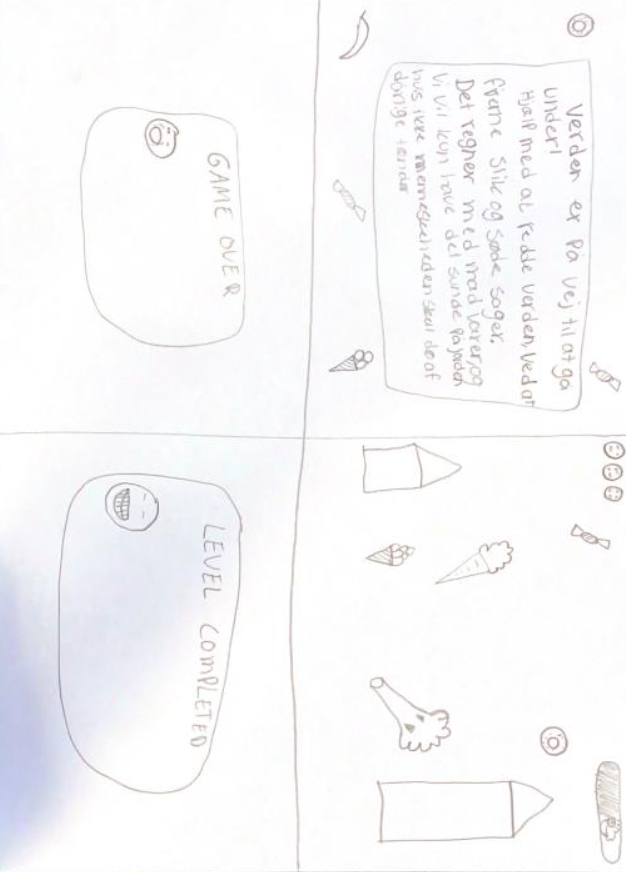 Verden er på vej til at gå
under!
Hjælp med at redde verden, ved at
fjerne slik og søde sager.
Det regner med madvarer, og
vi vil kun have det sunde på jorden
hvis ikke menneskeheden skal dø af
dårlige tænder
GAME OVER
LEVEL COMPLETED